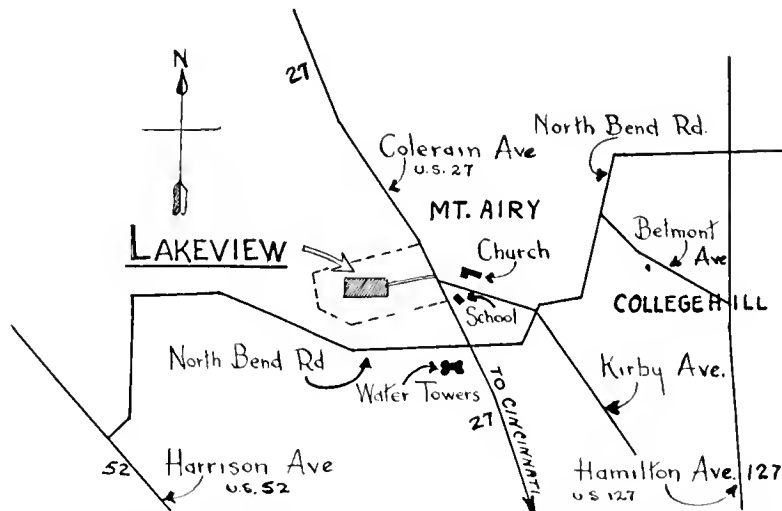 N
27
Colerain Ave
U.S. 27
North Bend Rd.
MT. AIRY
LAKEVIEW
Church
Belmont
Ave
School
COLLEGE HILL
North Bend Rd
Water Towers
Kirby Ave.
TO CINCINNATI
27
52
Harrison Ave
U.S. 52
Hamilton Ave. 127
US 127